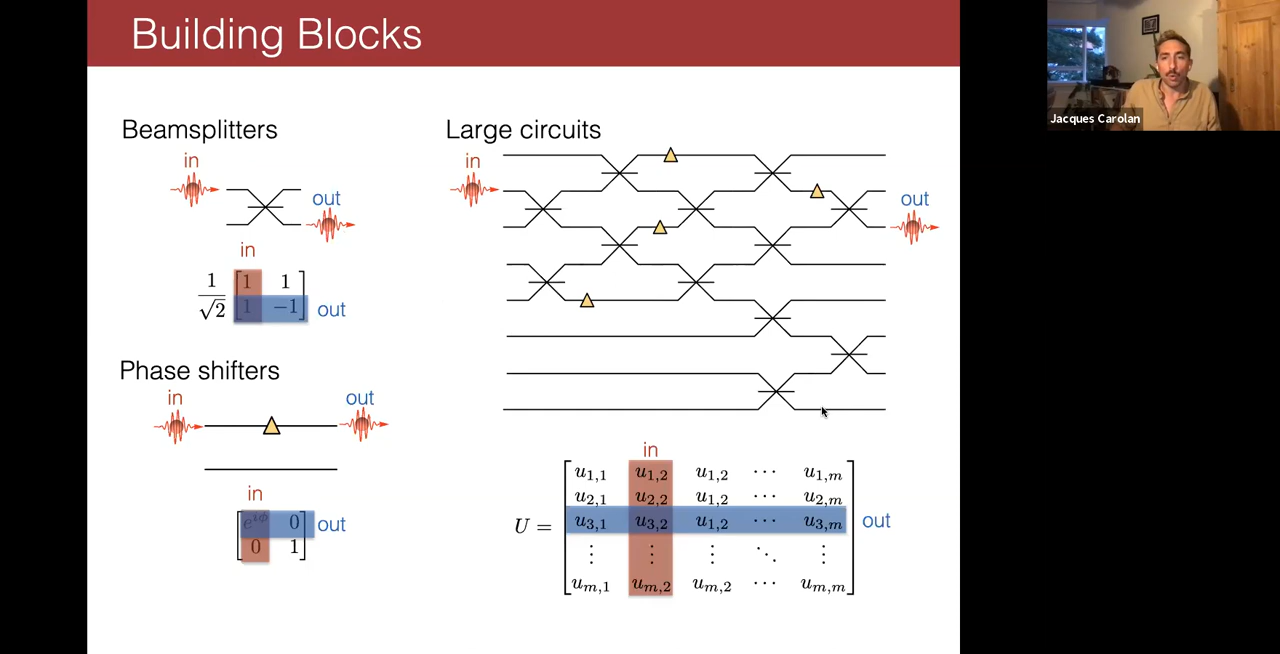 Building Blocks
Jacques Carolan
Beamsplitters
in
out
in
1/√2 [1 1
1 −1] out
Phase shifters
in
out
in
[e^{iϕ} 0 out
0 1]
Large circuits
in
out
in
u_{1,1} u_{1,2} u_{1,2} ⋯ u_{1,m}
u_{2,1} u_{2,2} u_{1,2} ⋯ u_{2,m}
U = u_{3,1} u_{3,2} u_{1,2} ⋯ u_{3,m} out
⋮ ⋮ ⋮ ⋱ ⋮
u_{m,1} u_{m,2} u_{m,2} ⋯ u_{m,m}